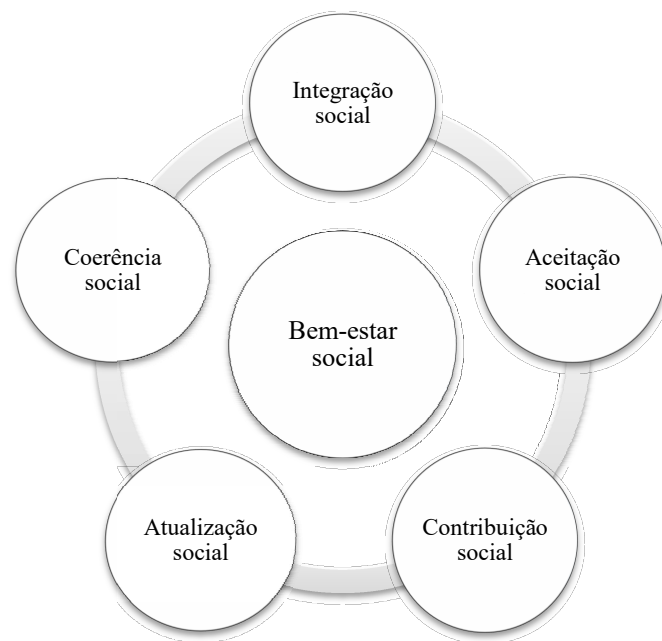 Integração
social
Coerência
social
Aceitação
social
Bem-estar
social
Atualização
social
Contribuição
social